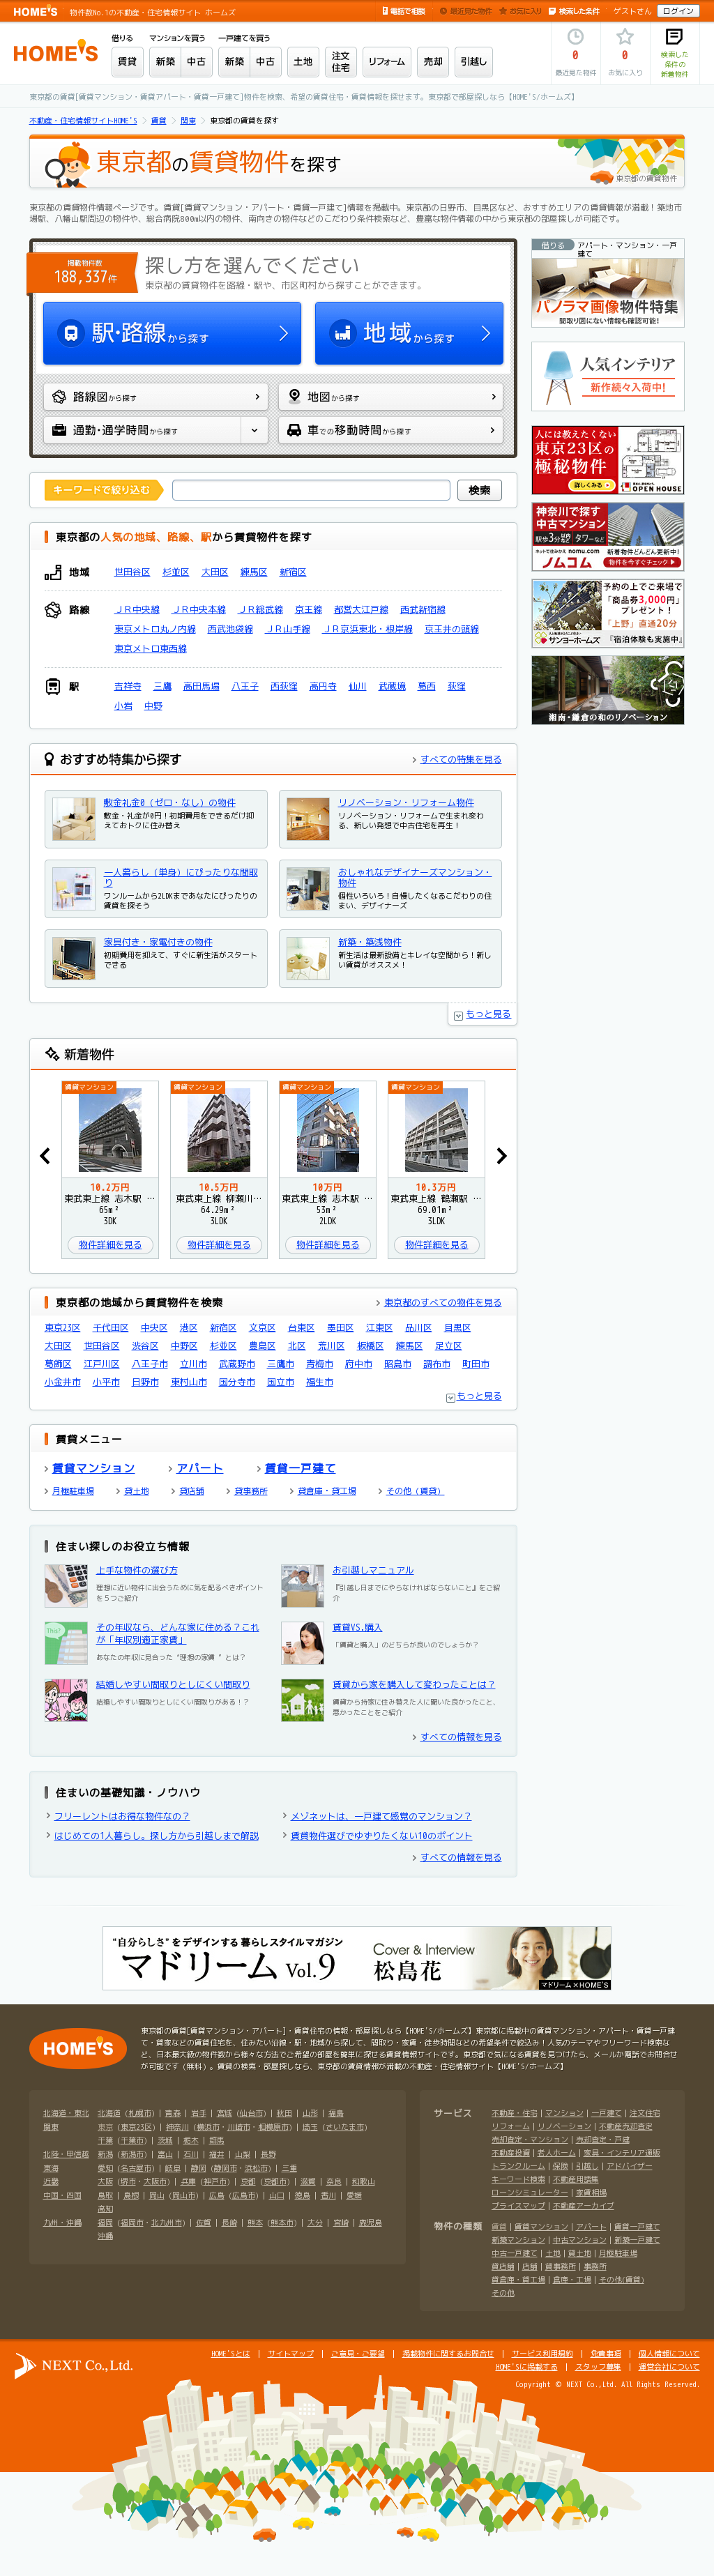 HOME'S 物件数No.1の不動産・住宅情報サイト ホームズ
電話で相談 最近見た物件 お気に入り 検索した条件 ゲストさん ログイン
HOME'S
借りる マンションを買う 一戸建てを買う
賃貸 新築 中古 新築 中古 土地 注文住宅 リフォーム 売却 引越し
0 最近見た物件
0 お気に入り
検索した条件の新着物件
東京都の賃貸[賃貸マンション・賃貸アパート・賃貸一戸建て]物件を検索、希望の賃貸住宅・賃貸情報を探せます。東京都で部屋探しなら【HOME'S/ホームズ】
不動産・住宅情報サイトHOME'S 賃貸 関東 東京都の賃貸を探す
東京都の賃貸物件を探す
東京都の賃貸物件
東京都の賃貸物件情報ページです。賃貸[賃貸マンション・アパート・賃貸一戸建て]情報を掲載中。東京都の日野市、目黒区など、おすすめエリアの賃貸情報が満載！築地市
場駅、八幡山駅周辺の物件や、総合病院800m以内の物件、南向きの物件などのこだわり条件検索など、豊富な物件情報の中から東京都の部屋探しが可能です。
掲載物件数
188,337件
探し方を選んでください
東京都の賃貸物件を路線・駅や、市区町村から探すことができます。
駅・路線から探す
地域から探す
路線図から探す
地図から探す
通勤・通学時間から探す
車での移動時間から探す
借りる アパート・マンション・一戸建て
パノラマ画像物件特集
間取り図にない情報も確認可能！
人気インテリア
新作続々入荷中！
人には教えたくない
東京23区の
極秘物件
詳しくみる
OPEN HOUSE
神奈川で探す
中古マンション
駅歩3分 タワーなど
ネットで住みかえ nomu.com
ノムコム
新着物件ぞくぞく更新中！
物件を今すぐチェック
予約の上でご来場で
「商品券3,000円」
プレゼント！
「上野」直通20分
サンヨーホームズ
「宿泊体験も実施中」
湘南・鎌倉の和のリノベーション
キーワードで絞り込む 検索
東京都の人気の地域、路線、駅から賃貸物件を探す
地域 世田谷区 杉並区 大田区 練馬区 新宿区
路線 ＪＲ中央線 ＪＲ中央本線 ＪＲ総武線 京王線 都営大江戸線 西武新宿線
東京メトロ丸ノ内線 西武池袋線 ＪＲ山手線 ＪＲ京浜東北・根岸線 京王井の頭線
東京メトロ東西線
駅 吉祥寺 三鷹 高田馬場 八王子 西荻窪 高円寺 仙川 武蔵境 葛西 荻窪
小岩 中野
おすすめ特集から探す すべての特集を見る
敷金礼金0（ゼロ・なし）の物件
敷金・礼金が0円！初期費用をできるだけ抑
えておトクに住み替え
リノベーション・リフォーム物件
リノベーション・リフォームで生まれ変わ
る、新しい発想で中古住宅を再生！
一人暮らし（単身）にぴったりな間取
り
ワンルームから2LDKまであなたにぴったりの
賃貸を探そう
おしゃれなデザイナーズマンション・
物件
個性いろいろ！自慢したくなるこだわりの住
まい、デザイナーズ
家具付き・家電付きの物件
初期費用を抑えて、すぐに新生活がスタート
できる
新築・築浅物件
新生活は最新設備とキレイな空間から！新し
い賃貸がオススメ！
もっと見る
新着物件
賃貸マンション 賃貸マンション 賃貸マンション 賃貸マンション
10.2万円 10.5万円 10万円 10.3万円
東武東上線 志木駅 … 東武東上線 柳瀬川… 東武東上線 志木駅 … 東武東上線 鶴瀬駅 …
65m² 64.29m² 53m² 69.01m²
3DK 3LDK 2LDK 3LDK
物件詳細を見る 物件詳細を見る 物件詳細を見る 物件詳細を見る
東京都の地域から賃貸物件を検索 東京都のすべての物件を見る
東京23区 千代田区 中央区 港区 新宿区 文京区 台東区 墨田区 江東区 品川区 目黒区
大田区 世田谷区 渋谷区 中野区 杉並区 豊島区 北区 荒川区 板橋区 練馬区 足立区
葛飾区 江戸川区 八王子市 立川市 武蔵野市 三鷹市 青梅市 府中市 昭島市 調布市 町田市
小金井市 小平市 日野市 東村山市 国分寺市 国立市 福生市
もっと見る
賃貸メニュー
賃貸マンション アパート 賃貸一戸建て
月極駐車場 貸土地 貸店舗 貸事務所 貸倉庫・貸工場 その他（賃貸）
住まい探しのお役立ち情報
上手な物件の選び方
理想に近い物件に出会うために気を配るべきポイント
を５つご紹介
お引越しマニュアル
『引越し日までにやらなければならないこと』をご紹
介
その年収なら、どんな家に住める？これ
が「年収別適正家賃」
あなたの年収に見合った“理想の家賃”とは？
賃貸VS.購入
「賃貸と購入」のどちらが良いのでしょうか？
結婚しやすい間取りとしにくい間取り
結婚しやすい間取りとしにくい間取りがある！？
賃貸から家を購入して変わったことは？
賃貸から持家に住み替えた人に聞いた良かったこと、
悪かったことをご紹介
すべての情報を見る
住まいの基礎知識・ノウハウ
フリーレントはお得な物件なの？ メゾネットは、一戸建て感覚のマンション？
はじめての1人暮らし。探し方から引越しまで解説 賃貸物件選びでゆずりたくない10のポイント
すべての情報を見る
“自分らしさ”をデザインする暮らしスタイルマガジン
マドリーム Vol.9
Cover & Interview
松島花
マドリーム×HOME'S
HOME'S
東京都の賃貸[賃貸マンション・アパート]・賃貸住宅の情報・部屋探しなら【HOME'S/ホームズ】東京都に掲載中の賃貸マンション・アパート・賃貸一戸建
て・貸家などの賃貸住宅を、住みたい沿線・駅・地域から探して、間取り・家賃・徒歩時間などの希望条件で絞込み！人気のテーマやフリーワード検索な
ど、日本最大級の物件数から様々な方法でご希望の部屋を簡単に探せる賃貸情報サイトです。東京都で気になる賃貸を見つけたら、メールか電話でお問合せ
が可能です（無料）。賃貸の検索・部屋探しなら、東京都の賃貸情報が満載の不動産・住宅情報サイト【HOME'S/ホームズ】
北海道・東北 北海道（札幌市）| 青森 | 岩手 | 宮城（仙台市）| 秋田 | 山形 | 福島
関東 東京（東京23区）| 神奈川（横浜市・川崎市・相模原市）| 埼玉（さいたま市）
千葉（千葉市）| 茨城 | 栃木 | 群馬
北陸・甲信越 新潟（新潟市）| 富山 | 石川 | 福井 | 山梨 | 長野
東海 愛知（名古屋市）| 岐阜 | 静岡（静岡市・浜松市）| 三重
近畿 大阪（堺市・大阪市）| 兵庫（神戸市）| 京都（京都市）| 滋賀 | 奈良 | 和歌山
中国・四国 鳥取 | 島根 | 岡山（岡山市）| 広島（広島市）| 山口 | 徳島 | 香川 | 愛媛
高知
九州・沖縄 福岡（福岡市・北九州市）| 佐賀 | 長崎 | 熊本（熊本市）| 大分 | 宮崎 | 鹿児島
沖縄
サービス 不動産・住宅 | マンション | 一戸建て | 注文住宅
リフォーム | リノベーション | 不動産売却査定
売却査定・マンション | 売却査定・戸建
不動産投資 | 老人ホーム | 家具・インテリア通販
トランクルーム | 保険 | 引越し | アドバイザー
キーワード検索 | 不動産用語集
ローンシミュレーター | 家賃相場
プライスマップ | 不動産アーカイブ
物件の種類 賃貸 | 賃貸マンション | アパート | 賃貸一戸建て
新築マンション | 中古マンション | 新築一戸建て
中古一戸建て | 土地 | 貸土地 | 月極駐車場
貸店舗 | 店舗 | 貸事務所 | 事務所
貸倉庫・貸工場 | 倉庫・工場 | その他(賃貸)
その他
NEXT Co.,Ltd.
HOME'Sとは | サイトマップ | ご意見・ご要望 | 掲載物件に関するお問合せ | サービス利用規約 | 免責事項 | 個人情報について
HOME'Sに掲載する | スタッフ募集 | 運営会社について
Copyright © NEXT Co.,Ltd. All Rights Reserved.